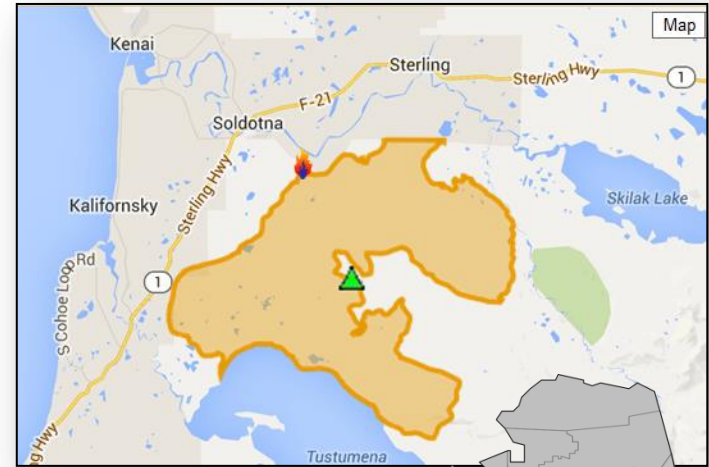 Map
Kenai
Sterling
Sterling Hwy
1
F-21
Soldotna
Skilak Lake
Kalifornsky
Sterling Hwy
S Cohoe Loop Rd
1
ng Hwy
Tustumena